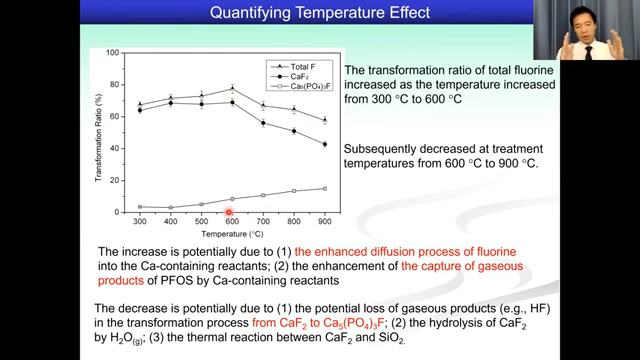 Quantifying Temperature Effect
100
80
60
40
20
0
Transformation Ratio (%)
Total F
CaF2
Ca5(PO4)3F
300 400 500 600 700 800 900
Temperature (°C)
The transformation ratio of total fluorine
increased as the temperature increased
from 300 °C to 600 °C
Subsequently decreased at treatment
temperatures from 600 °C to 900 °C.
The increase is potentially due to (1) the enhanced diffusion process of fluorine
into the Ca-containing reactants; (2) the enhancement of the capture of gaseous
products of PFOS by Ca-containing reactants
The decrease is potentially due to (1) the potential loss of gaseous products (e.g., HF)
in the transformation process from CaF2 to Ca5(PO4)3F; (2) the hydrolysis of CaF2
by H2O(g); (3) the thermal reaction between CaF2 and SiO2.